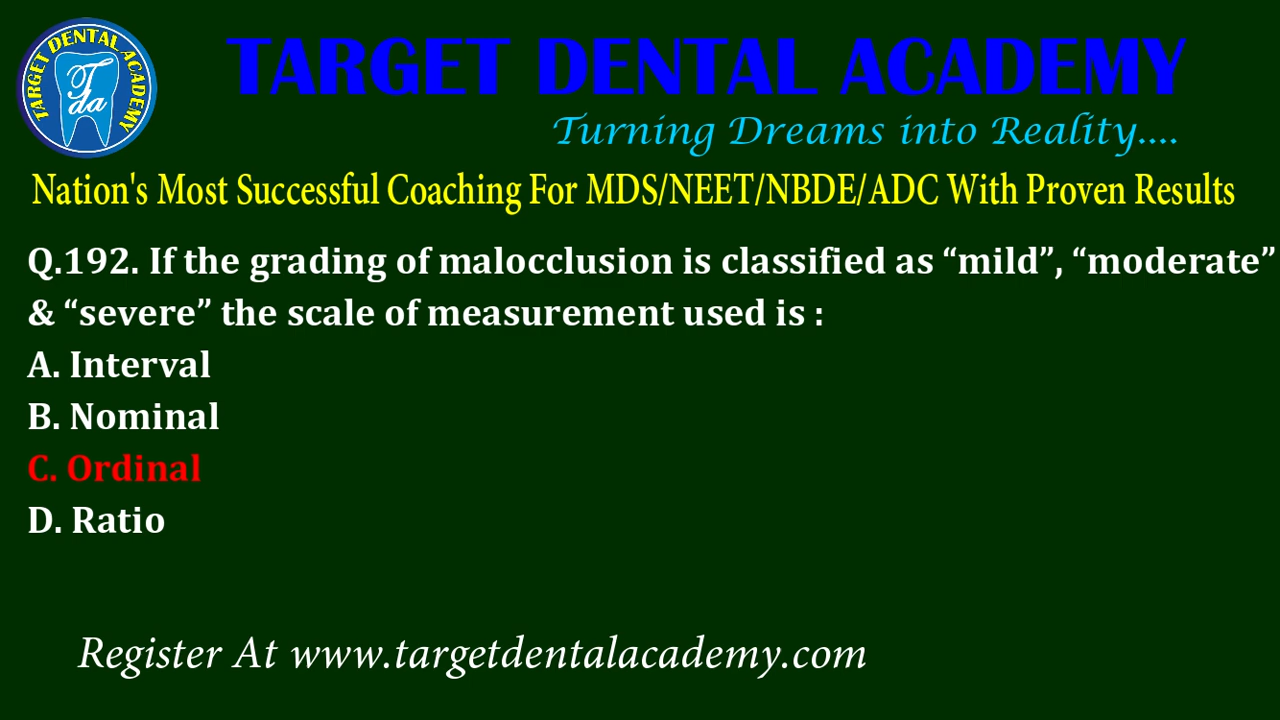 TARGET DENTAL ACADEMY
T
da
TARGET DENTAL ACADEMY
Turning Dreams into Reality....
Nation's Most Successful Coaching For MDS/NEET/NBDE/ADC With Proven Results
Q.192. If the grading of malocclusion is classified as “mild”, “moderate”
& “severe” the scale of measurement used is :
A. Interval
B. Nominal
C. Ordinal
D. Ratio
Register At www.targetdentalacademy.com